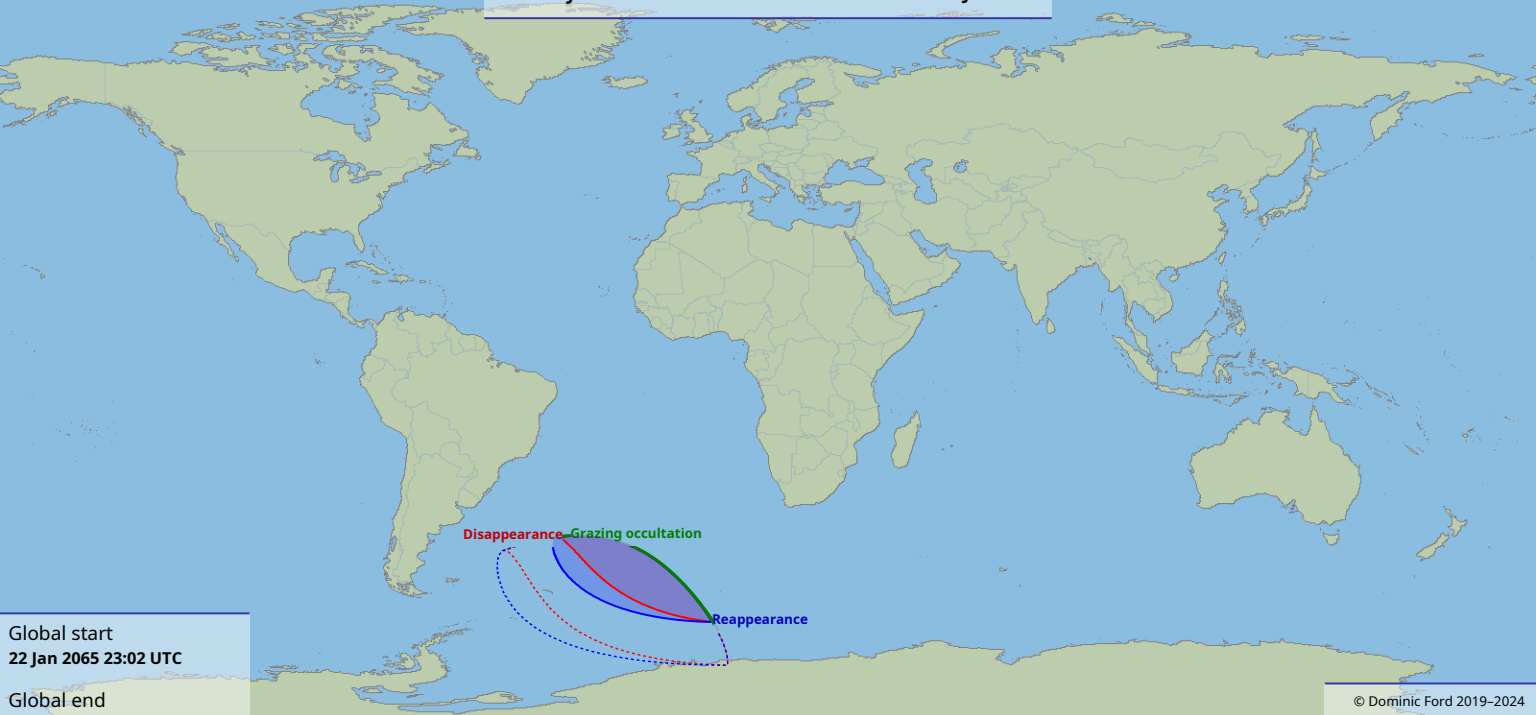 Disappearance
Grazing occultation
Reappearance
Global start
22 Jan 2065 23:02 UTC
Global end
© Dominic Ford 2019–2024